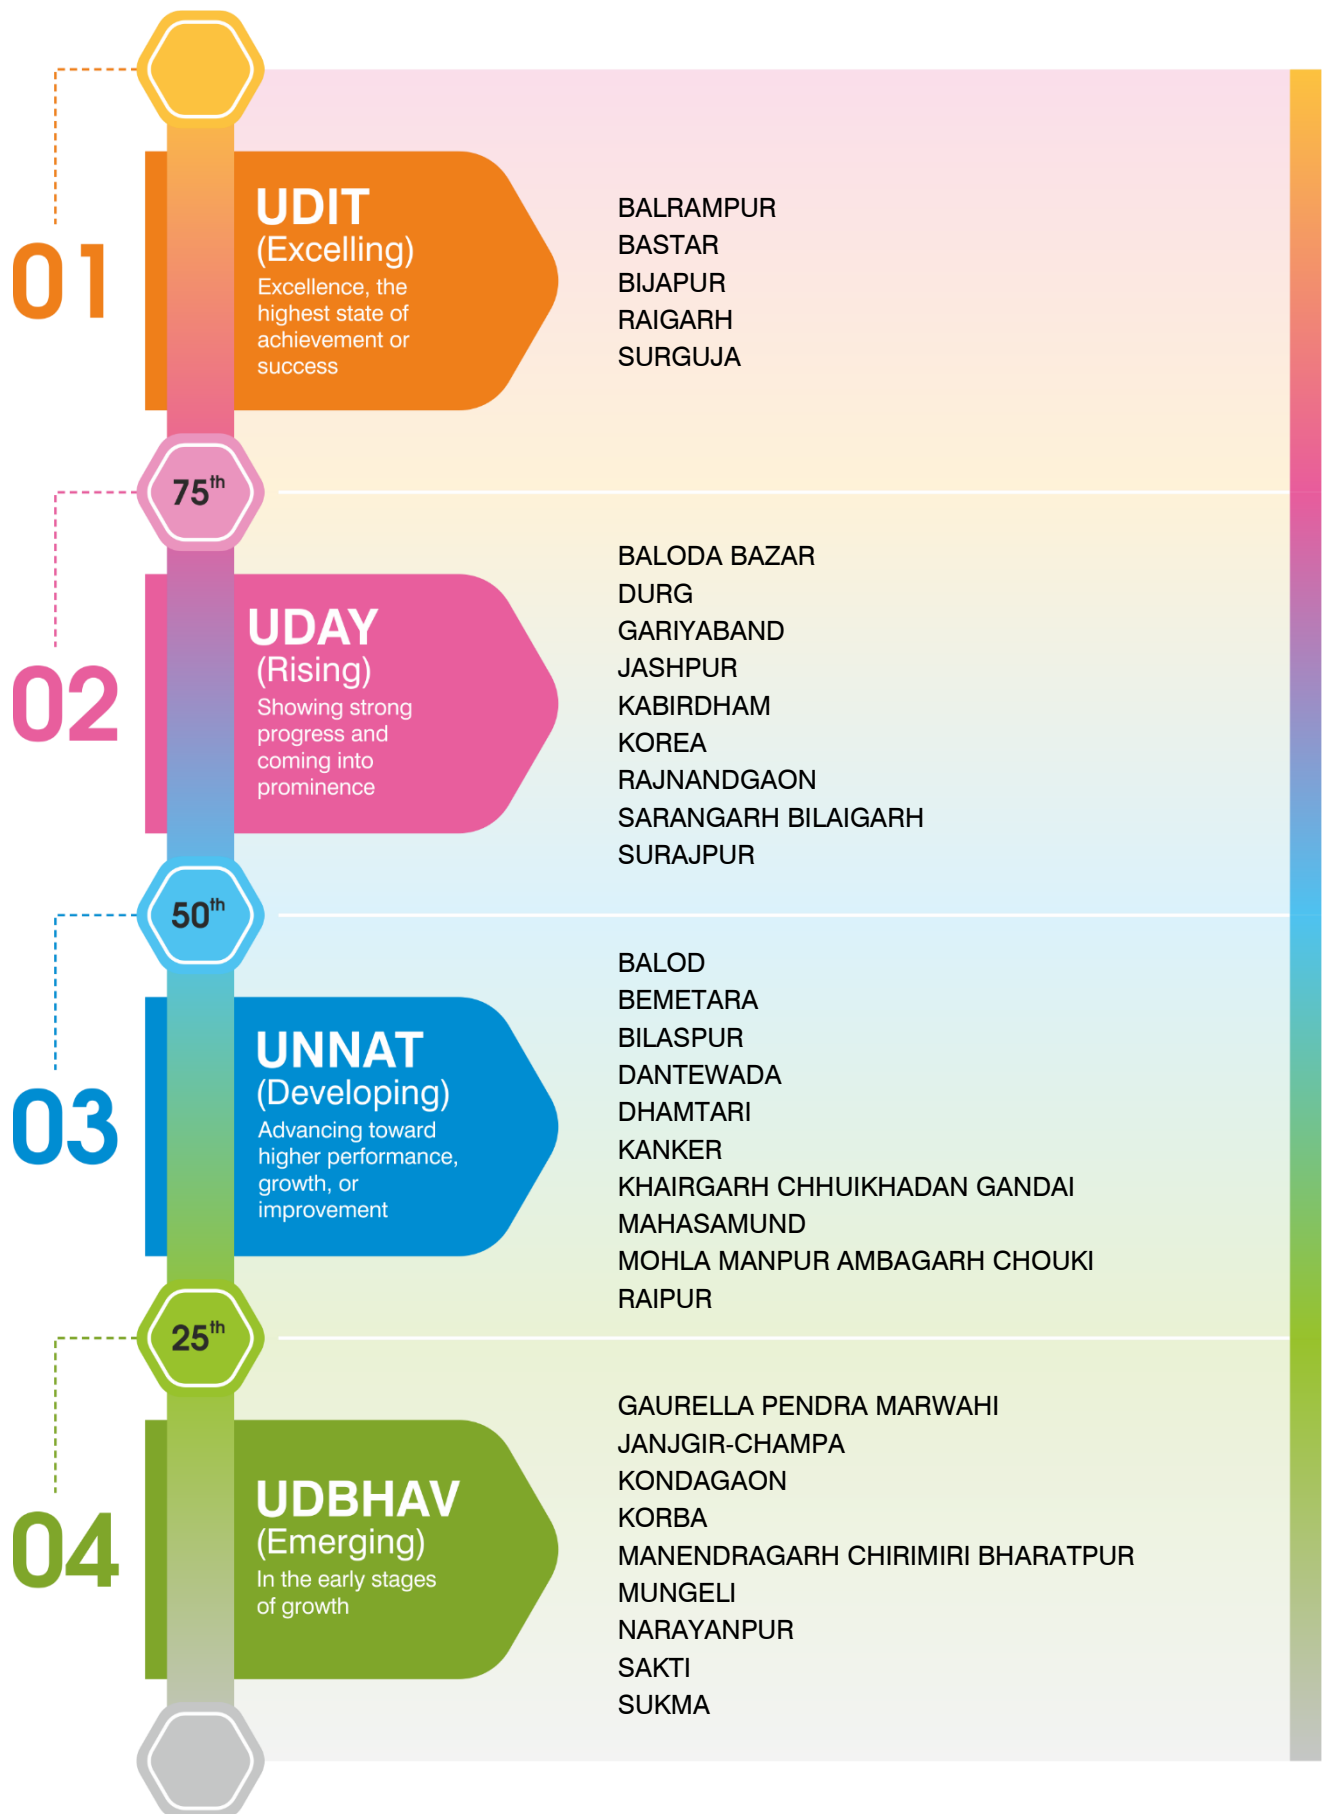 01
UDIT
(Excelling)
Excellence, the
highest state of
achievement or
success
BALRAMPUR
BASTAR
BIJAPUR
RAIGARH
SURGUJA
75th
02
UDAY
(Rising)
Showing strong
progress and
coming into
prominence
BALODA BAZAR
DURG
GARIYABAND
JASHPUR
KABIRDHAM
KOREA
RAJNANDGAON
SARANGARH BILAIGARH
SURAJPUR
50th
03
UNNAT
(Developing)
Advancing toward
higher performance,
growth, or
improvement
BALOD
BEMETARA
BILASPUR
DANTEWADA
DHAMTARI
KANKER
KHAIRGARH CHHUIKHADAN GANDAI
MAHASAMUND
MOHLA MANPUR AMBAGARH CHOUKI
RAIPUR
25th
04
UDBHAV
(Emerging)
In the early stages
of growth
GAURELLA PENDRA MARWAHI
JANJGIR-CHAMPA
KONDAGAON
KORBA
MANENDRAGARH CHIRIMIRI BHARATPUR
MUNGELI
NARAYANPUR
SAKTI
SUKMA